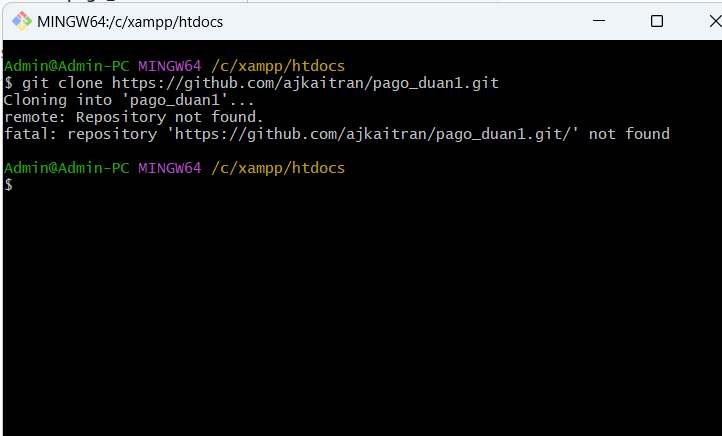 MINGW64:/c/xampp/htdocs
Admin@Admin-PC MINGW64 /c/xampp/htdocs
$ git clone https://github.com/ajkaitran/pago_duan1.git
Cloning into 'pago_duan1'...
remote: Repository not found.
fatal: repository 'https://github.com/ajkaitran/pago_duan1.git/' not found
Admin@Admin-PC MINGW64 /c/xampp/htdocs
$